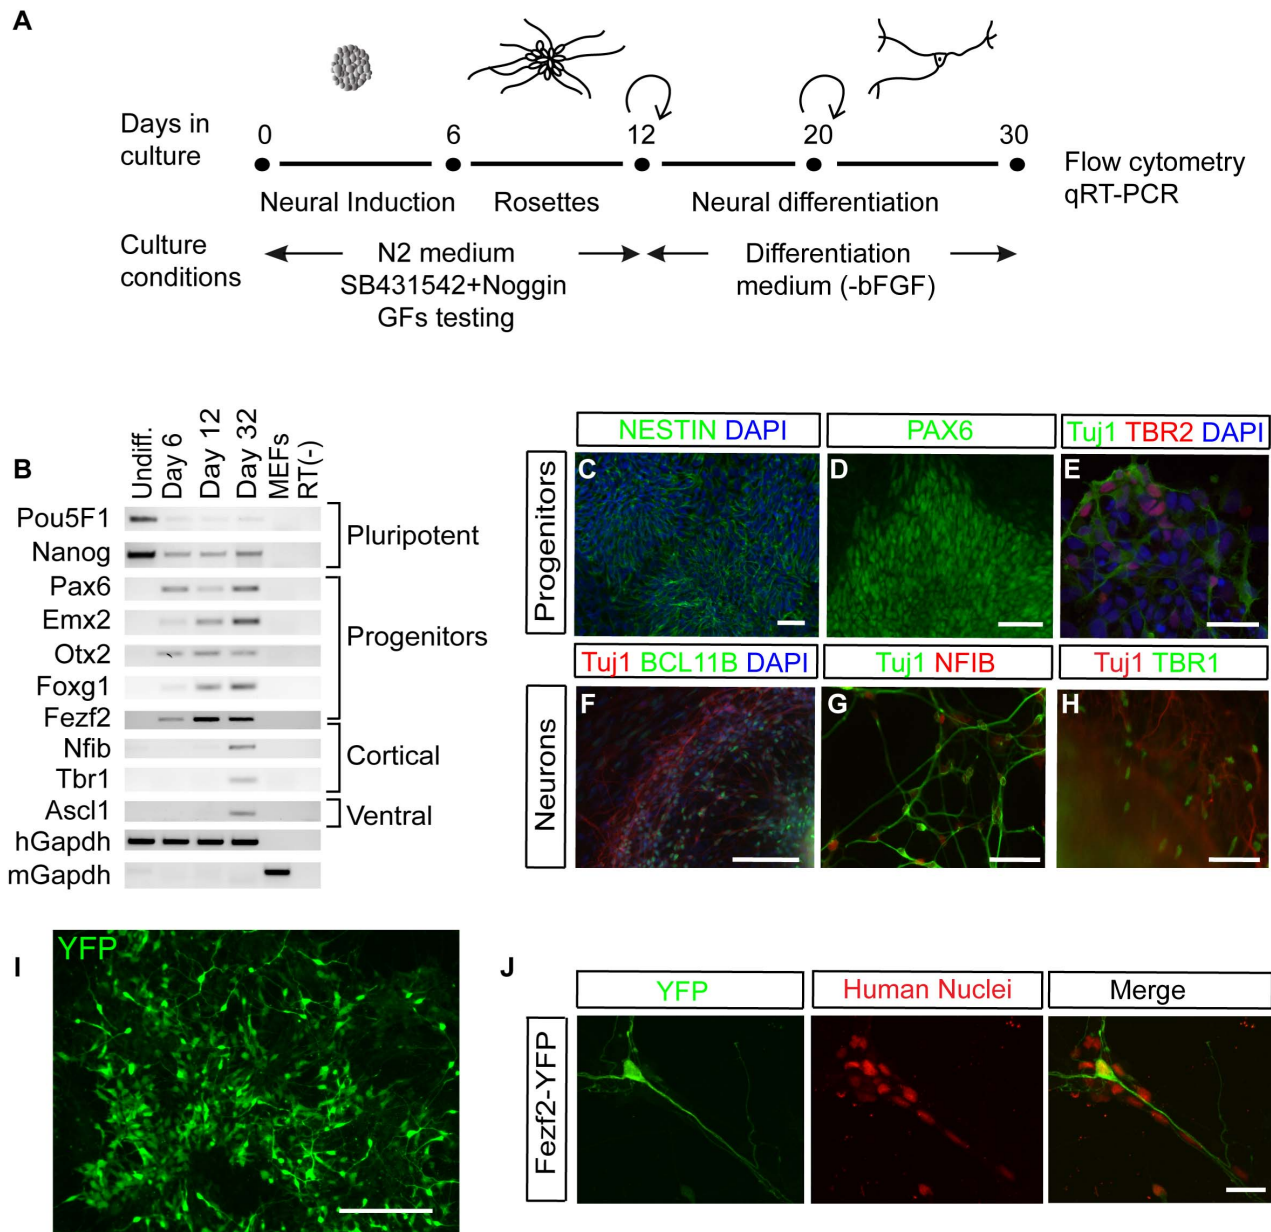 A
Days in
culture
0 6 12 20 30
Flow cytometry
qRT-PCR
Neural Induction Rosettes Neural differentiation
Culture
conditions
N2 medium
SB431542+Noggin
GFs testing
Differentiation
medium (-bFGF)
B
Undiff.
Day 6
Day 12
Day 32
MEFs
RT(-)
Pou5F1
Nanog
Pluripotent
Pax6
Emx2
Otx2
Foxg1
Fezf2
Progenitors
Nfib
Tbr1
Cortical
Ascl1
Ventral
hGapdh
mGapdh
Progenitors
NESTIN DAPI
C
PAX6
D
Tuj1 TBR2 DAPI
E
Neurons
Tuj1 BCL11B DAPI
F
Tuj1 NFIB
G
Tuj1 TBR1
H
I
YFP
J
YFP
Human Nuclei
Merge
Fezf2-YFP